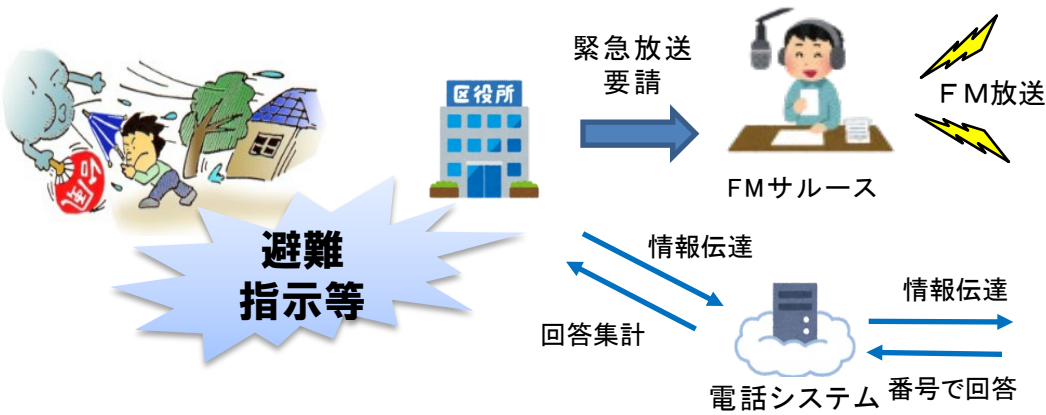 緊急放送
要請
区役所
ＦＭ放送
台風
FMサルース
避難
指示等
情報伝達
情報伝達
回答集計
電話システム
番号で回答